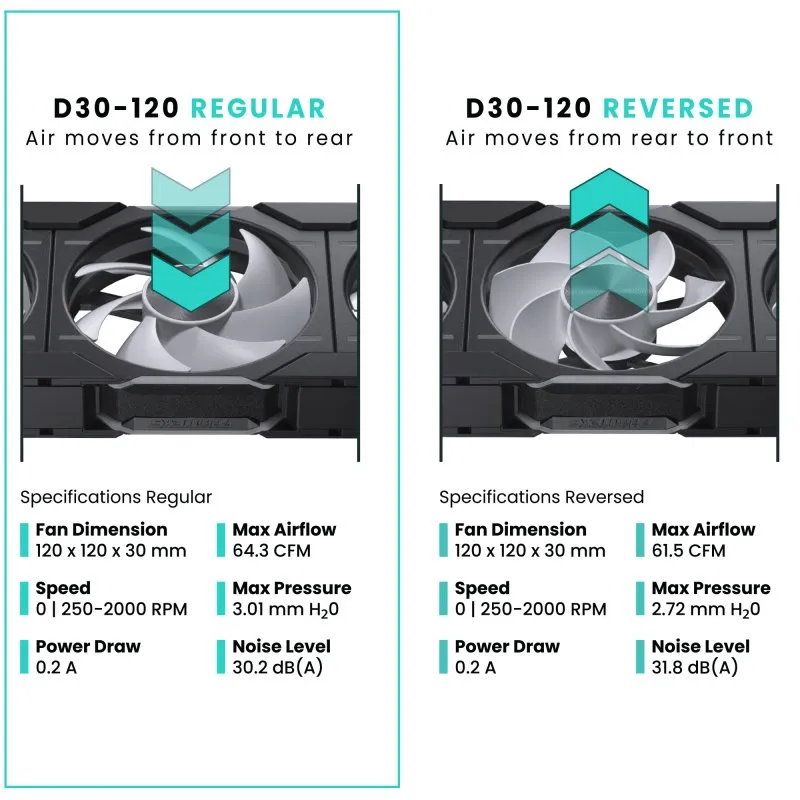 D30-120 REGULAR
Air moves from front to rear
Specifications Regular
Fan Dimension
120 x 120 x 30 mm
Max Airflow
64.3 CFM
Speed
0 | 250-2000 RPM
Max Pressure
3.01 mm H₂0
Power Draw
0.2 A
Noise Level
30.2 dB(A)
D30-120 REVERSED
Air moves from rear to front
Specifications Reversed
Fan Dimension
120 x 120 x 30 mm
Max Airflow
61.5 CFM
Speed
0 | 250-2000 RPM
Max Pressure
2.72 mm H₂0
Power Draw
0.2 A
Noise Level
31.8 dB(A)